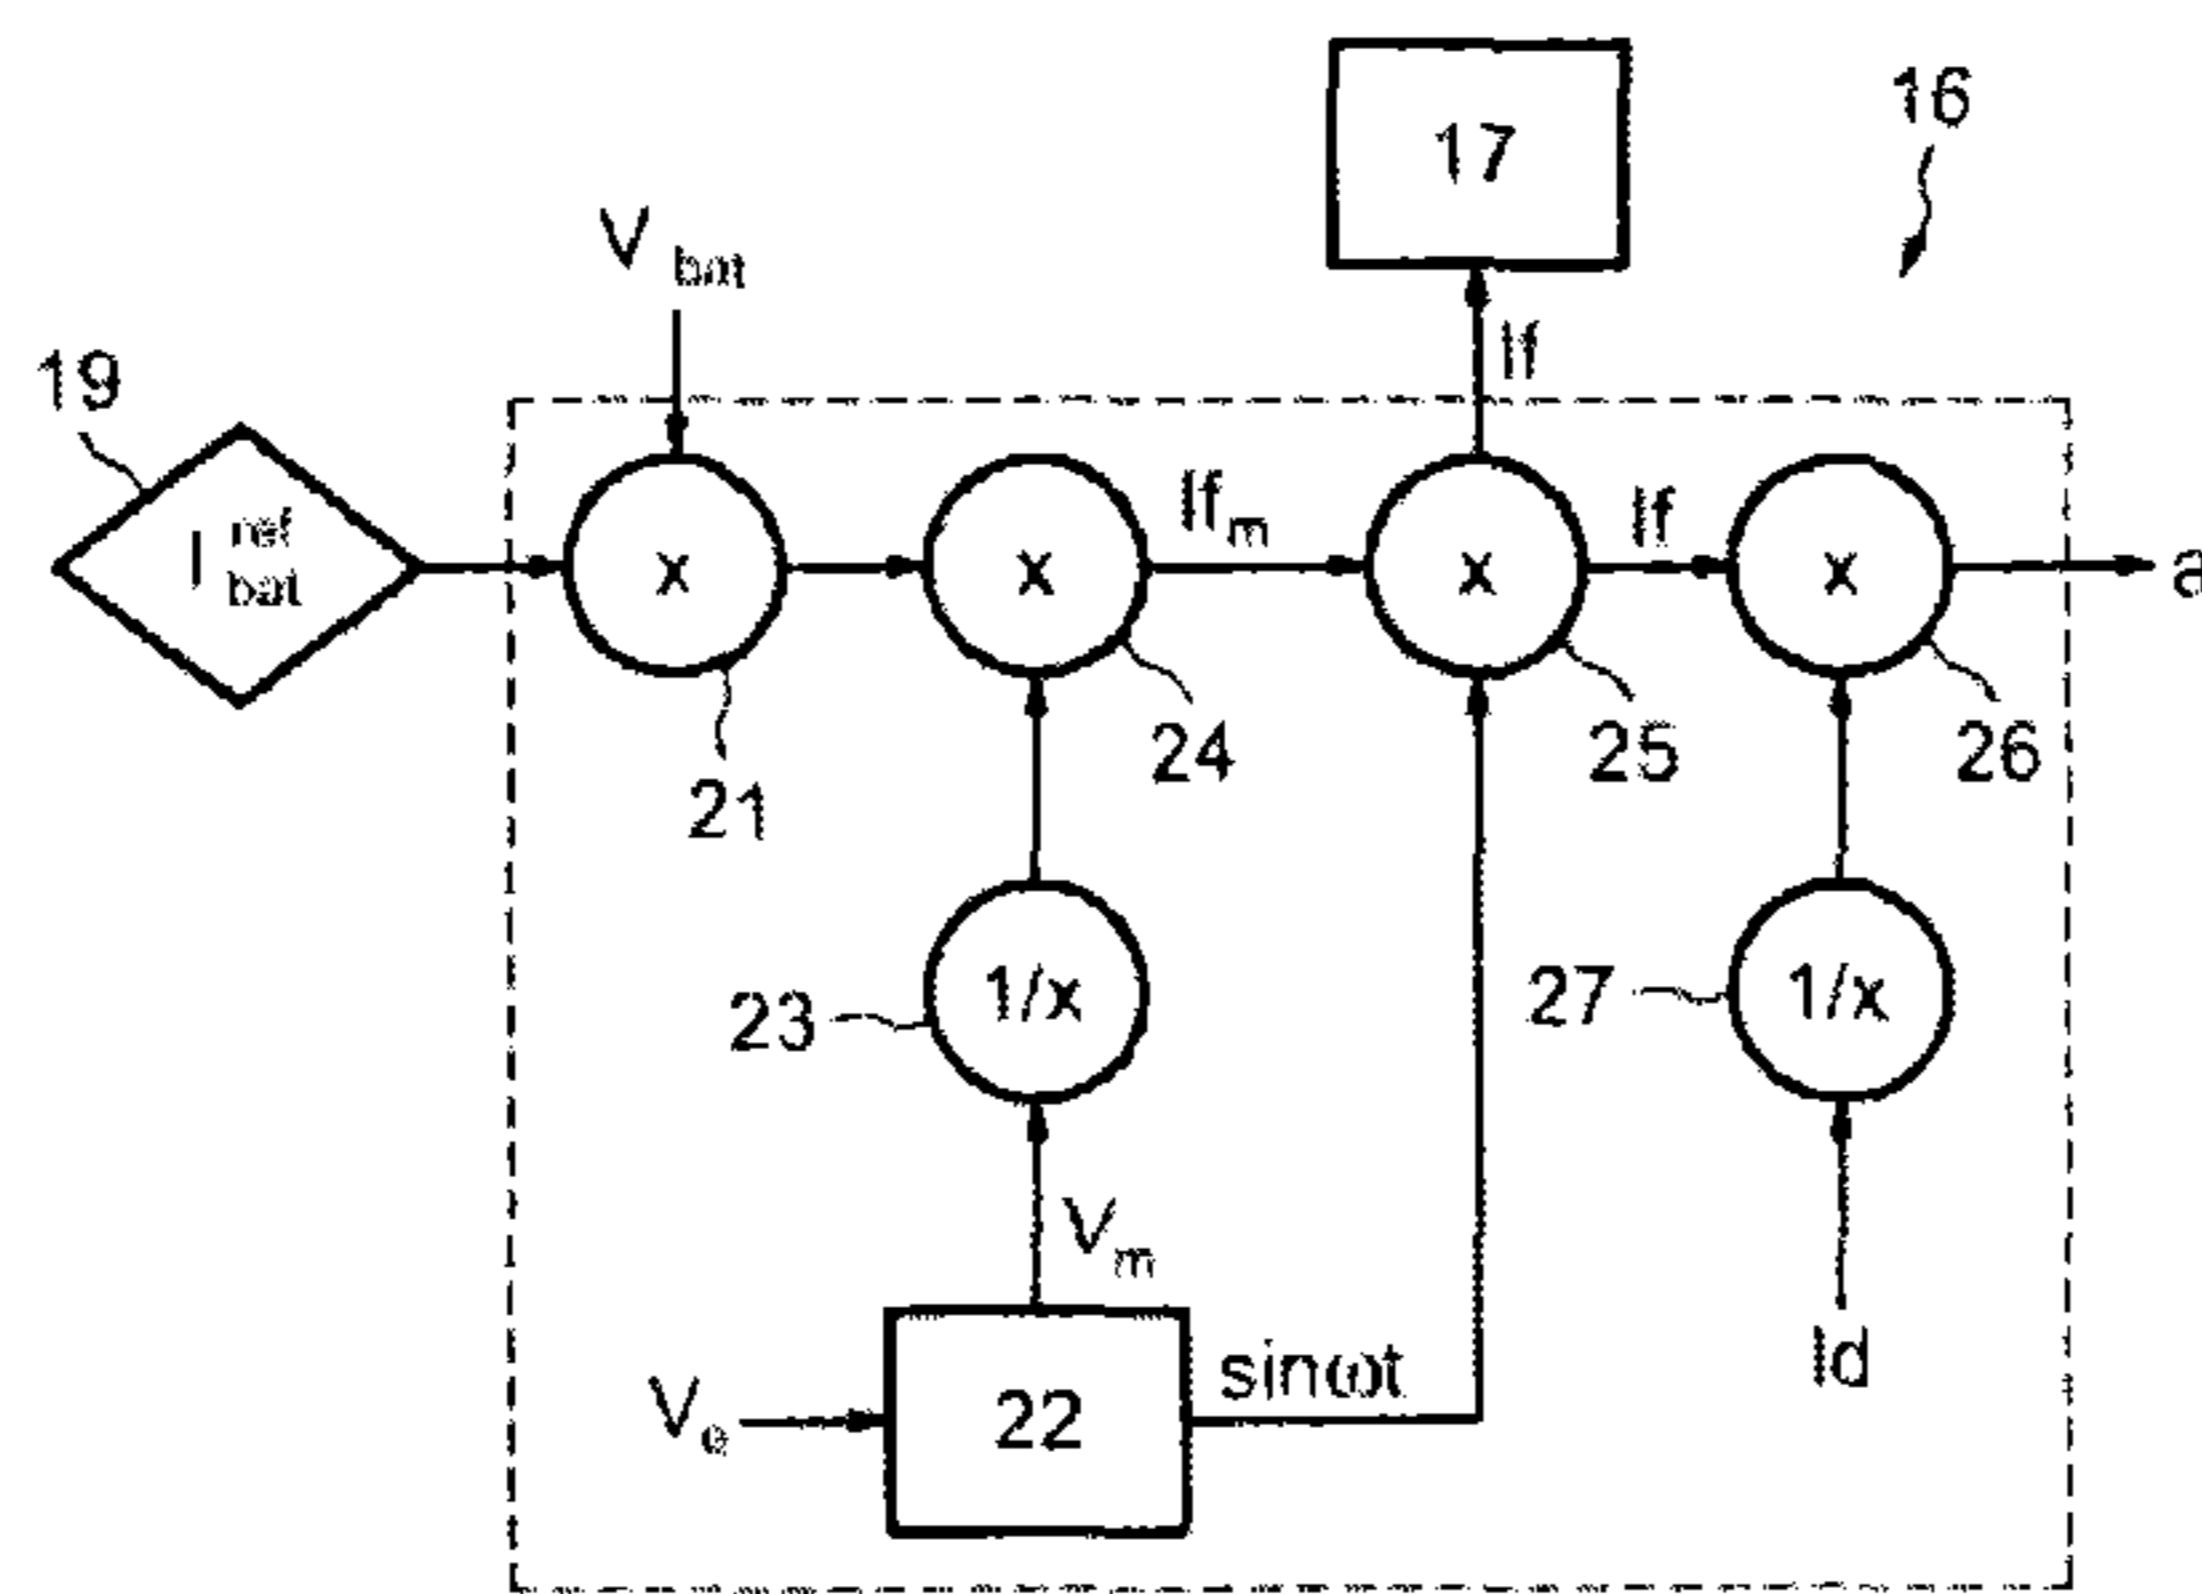 17
16
V bat
If
19
I ref bat
x
x
If m
x
If
x
a
21
24
25
26
23
1/x
27
1/x
V m
Id
V e
22
sinωt